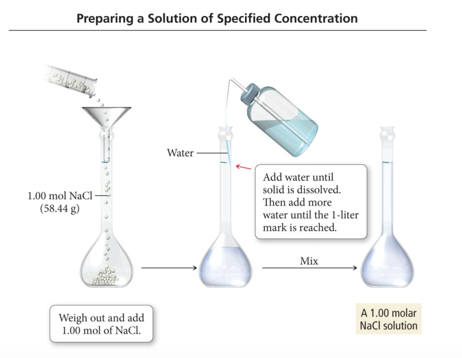 Preparing a Solution of Specified Concentration
Water
1.00 mol NaCl
(58.44 g)
Add water until
solid is dissolved.
Then add more
water until the 1-liter
mark is reached.
Mix
Weigh out and add
1.00 mol of NaCl.
A 1.00 molar
NaCl solution